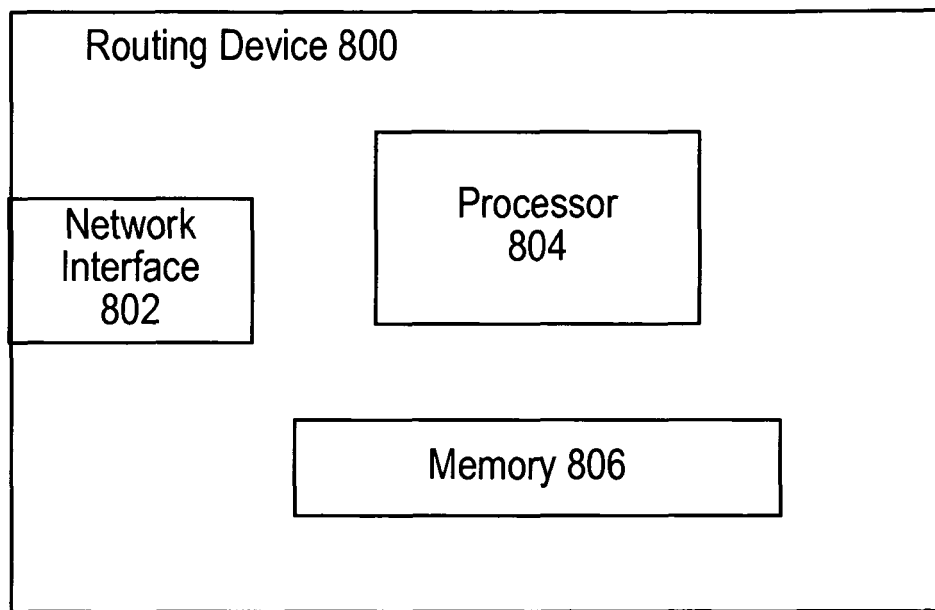 Routing Device 800
Processor
804
Network
Interface
802
Memory 806